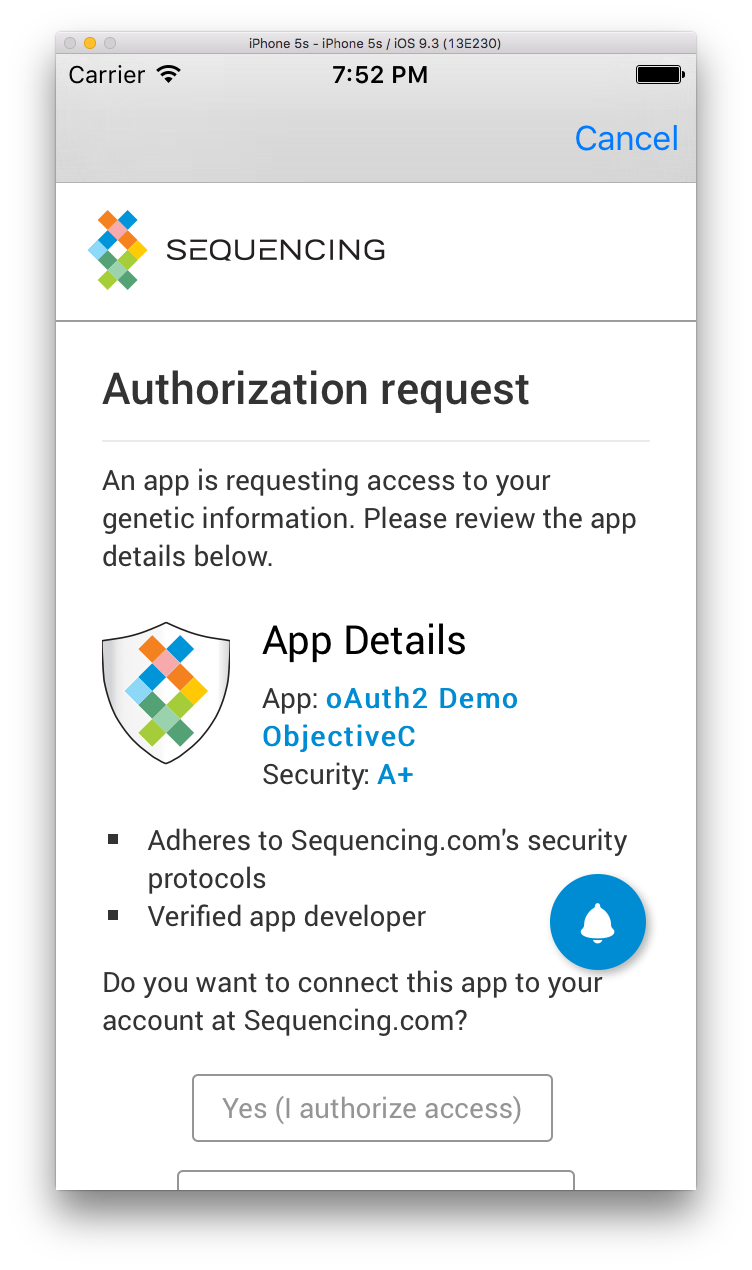 iPhone 5s - iPhone 5s / iOS 9.3 (13E230)
Carrier 7:52 PM
Cancel
SEQUENCING
Authorization request
An app is requesting access to your
genetic information. Please review the app
details below.
App Details
App: oAuth2 Demo
ObjectiveC
Security: A+
Adheres to Sequencing.com's security
protocols
Verified app developer
Do you want to connect this app to your
account at Sequencing.com?
Yes (I authorize access)